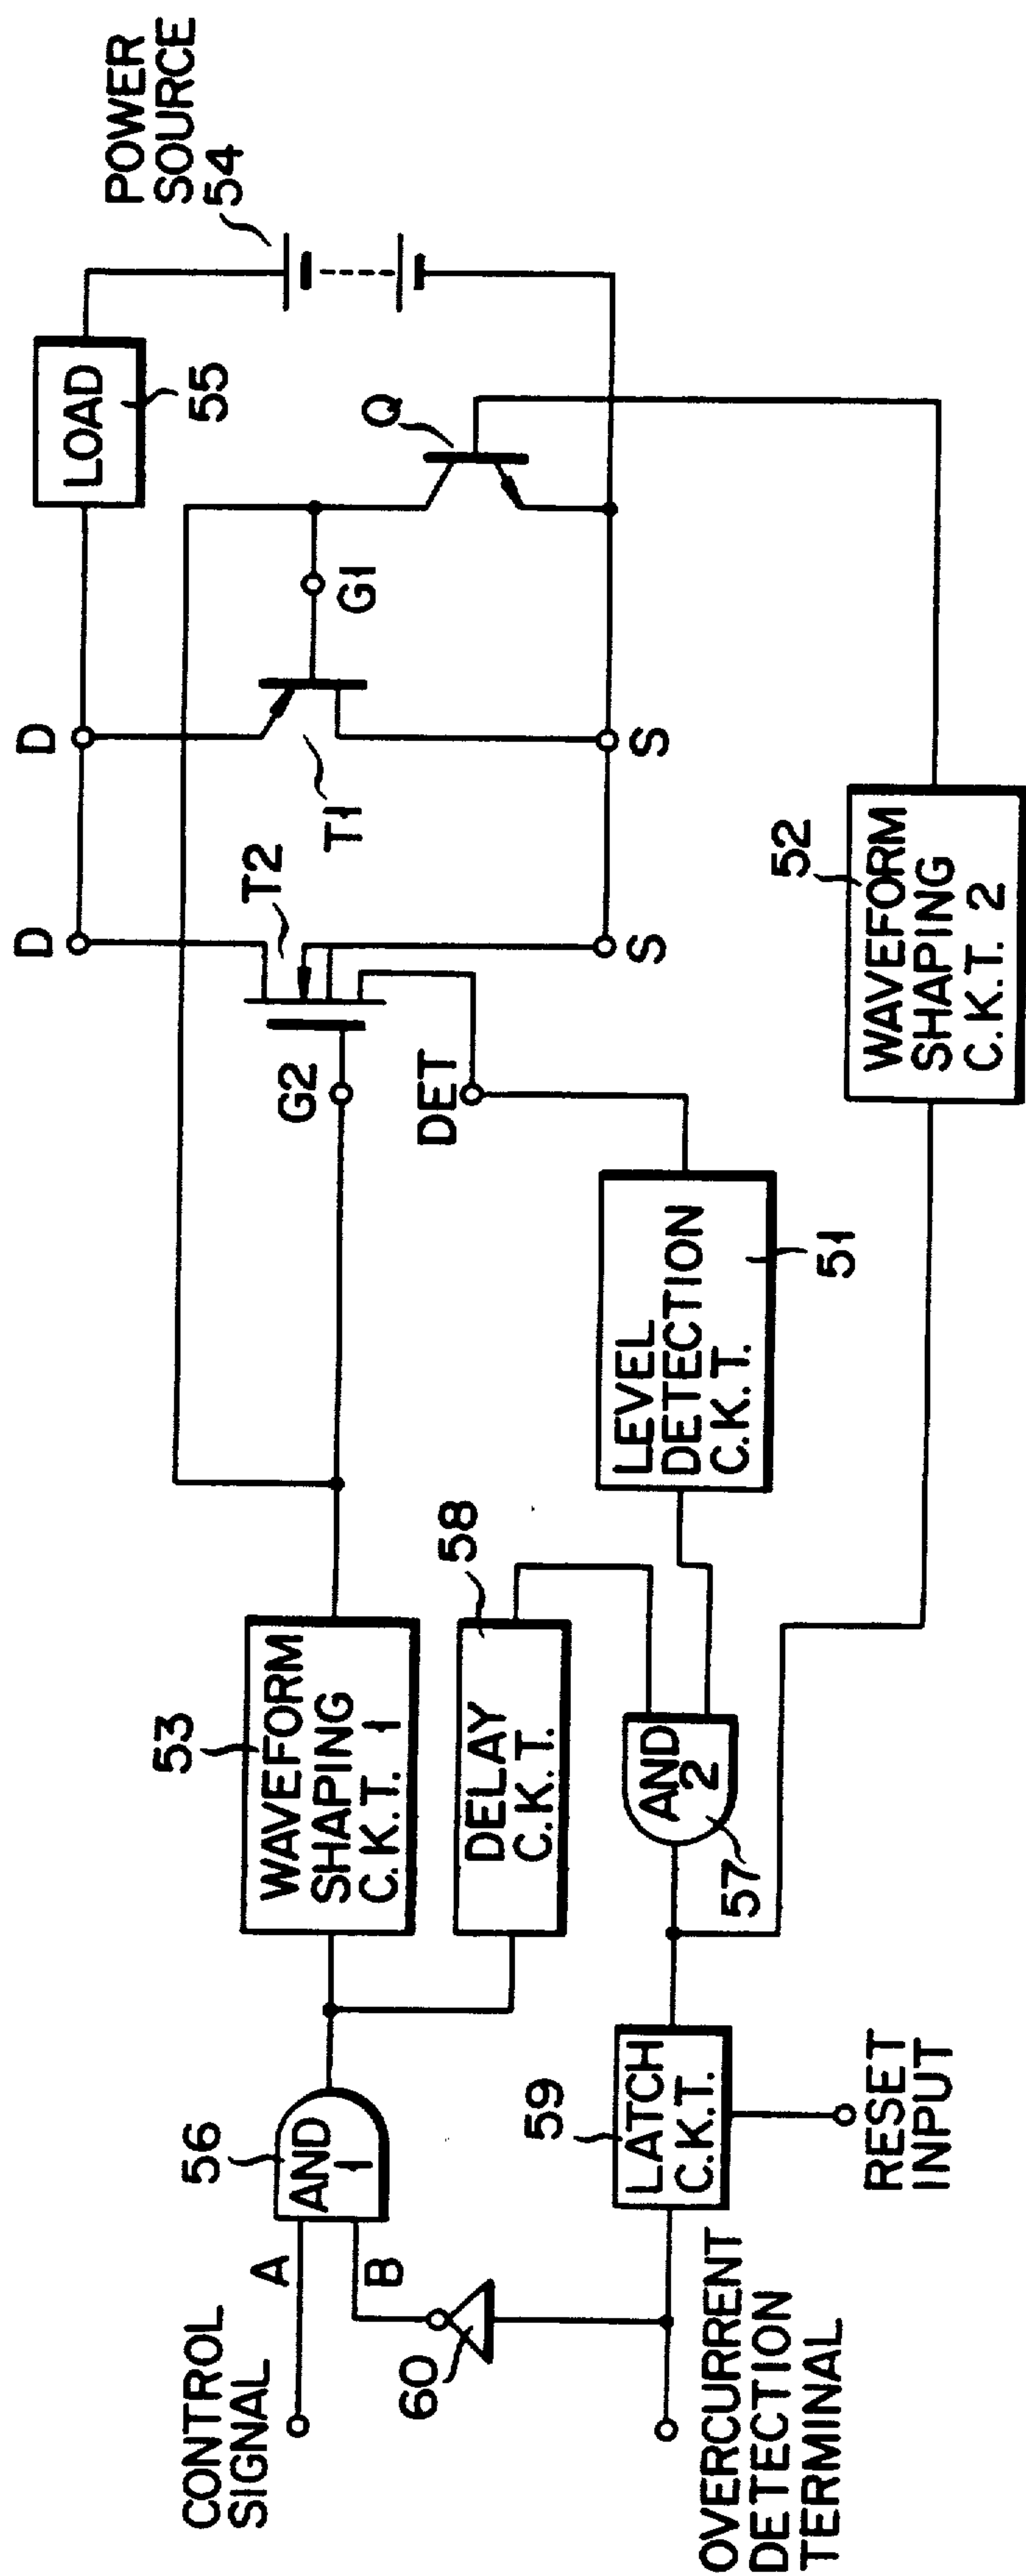 CONTROL
SIGNAL
A
B
56
AND
1
60
OVERCURRENT
DETECTION
TERMINAL
59
LATCH
C.K.T.
RESET
INPUT
53
WAVEFORM
SHAPING
C.K.T. 1
58
DELAY
C.K.T.
AND
2
57
LEVEL
DETECTION
C.K.T.
51
G2
DET
T2
D
S
D
S
T1
G1
Q
52
WAVEFORM
SHAPING
C.K.T. 2
LOAD
55
POWER
SOURCE
54